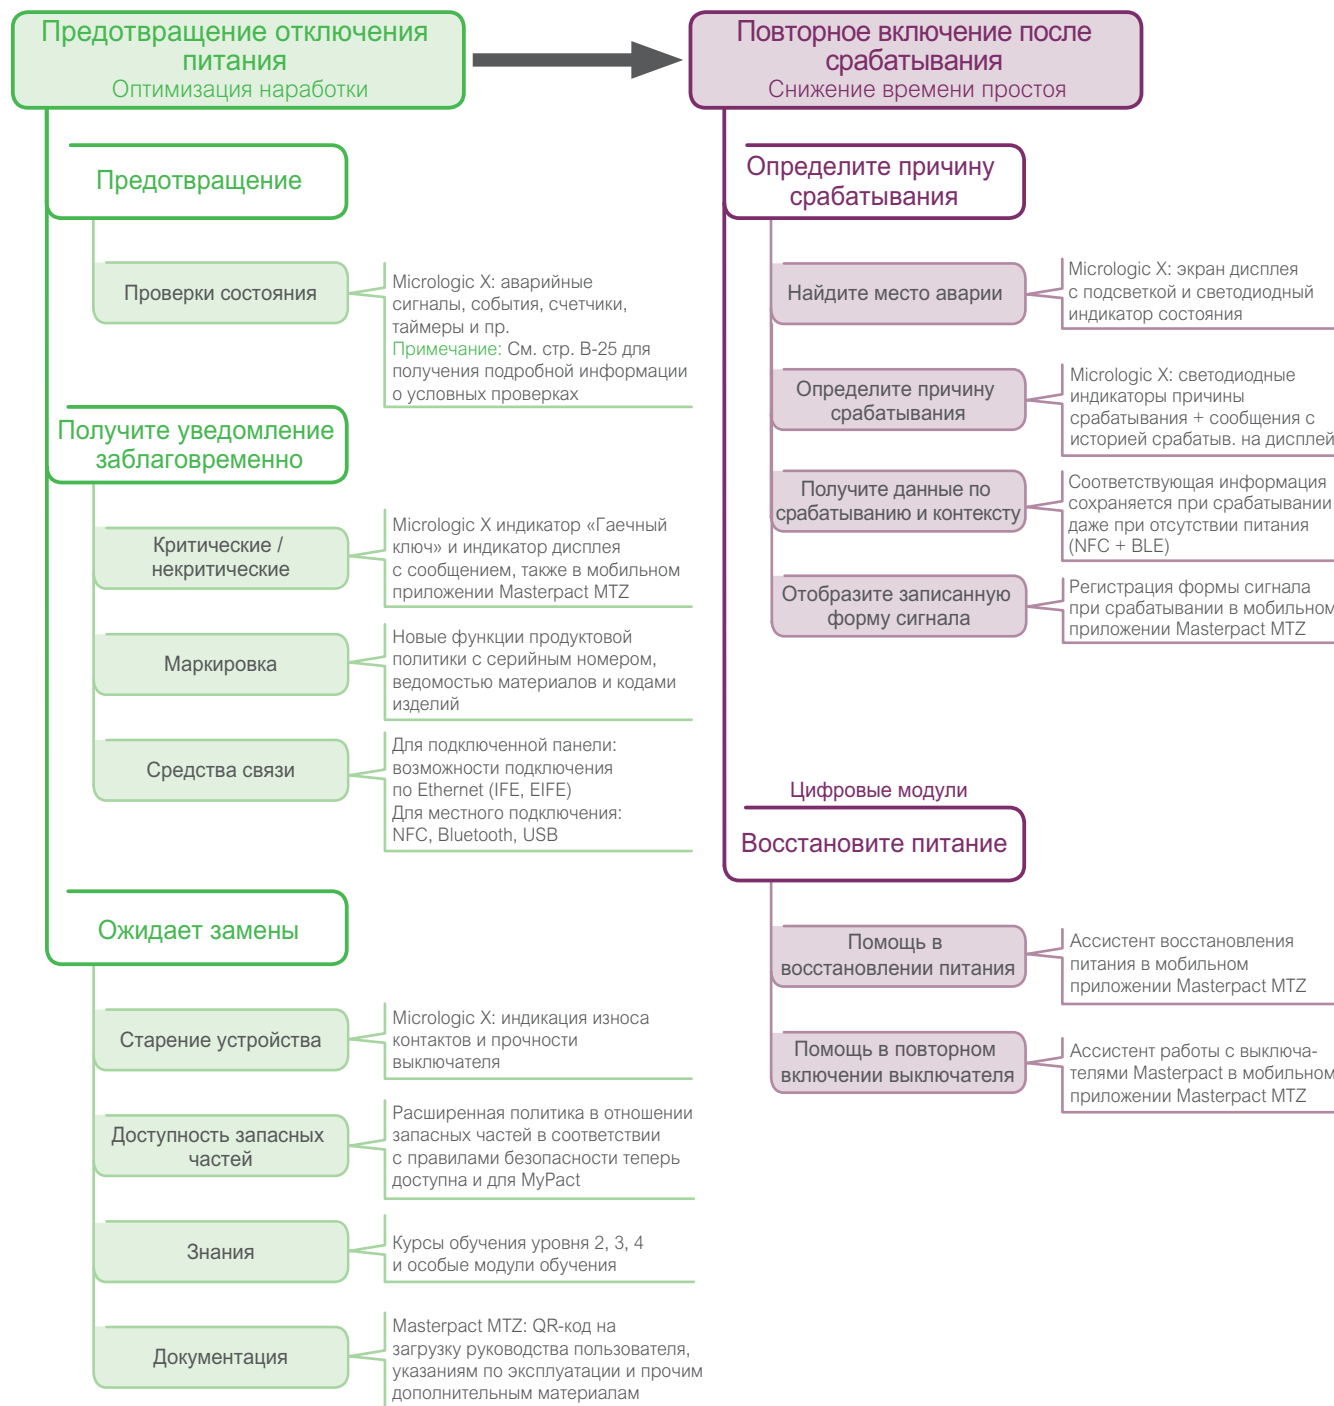 Предотвращение отключения
питания
Оптимизация наработки
Предотвращение
Проверки состояния
Micrologic X: аварийные
сигналы, события, счетчики,
таймеры и пр.
Примечание: См. стр. B-25 для
получения подробной информации
о условных проверках
Получите уведомление
заблаговременно
Критические /
некритические
Micrologic X индикатор «Гаечный
ключ» и индикатор дисплея
с сообщением, также в мобильном
приложении Masterpact MTZ
Маркировка
Новые функции продуктовой
политики с серийным номером,
ведомостью материалов и кодами
изделий
Средства связи
Для подключенной панели:
возможности подключения
по Ethernet (IFE, EIFE)
Для местного подключения:
NFC, Bluetooth, USB
Ожидает замены
Старение устройства
Micrologic X: индикация износа
контактов и прочности
выключателя
Доступность запасных
частей
Расширенная политика в отношении
запасных частей в соответствии
с правилами безопасности теперь
доступна и для MyPact
Знания
Курсы обучения уровня 2, 3, 4
и особые модули обучения
Документация
Masterpact MTZ: QR-код на
загрузку руководства пользователя,
указаниям по эксплуатации и прочим
дополнительным материалам
Повторное включение после
срабатывания
Снижение времени простоя
Определите причину
срабатывания
Найдите место аварии
Micrologic X: экран дисплея
с подсветкой и светодиодный
индикатор состояния
Определите причину
срабатывания
Micrologic X: светодиодные
индикаторы причины
срабатывания + сообщения с
историей срабатыв. на дисплей
Получите данные по
срабатыванию и контексту
Соответствующая информация
сохраняется при срабатывании
даже при отсутствии питания
(NFC + BLE)
Отобразите записанную
форму сигнала
Регистрация формы сигнала
при срабатывании в мобильном
приложении Masterpact MTZ
Цифровые модули
Восстановите питание
Помощь в
восстановлении питания
Ассистент восстановления
питания в мобильном
приложении Masterpact MTZ
Помощь в повторном
включении выключателя
Ассистент работы с выключа-
телями Masterpact в мобильном
приложении Masterpact MTZ